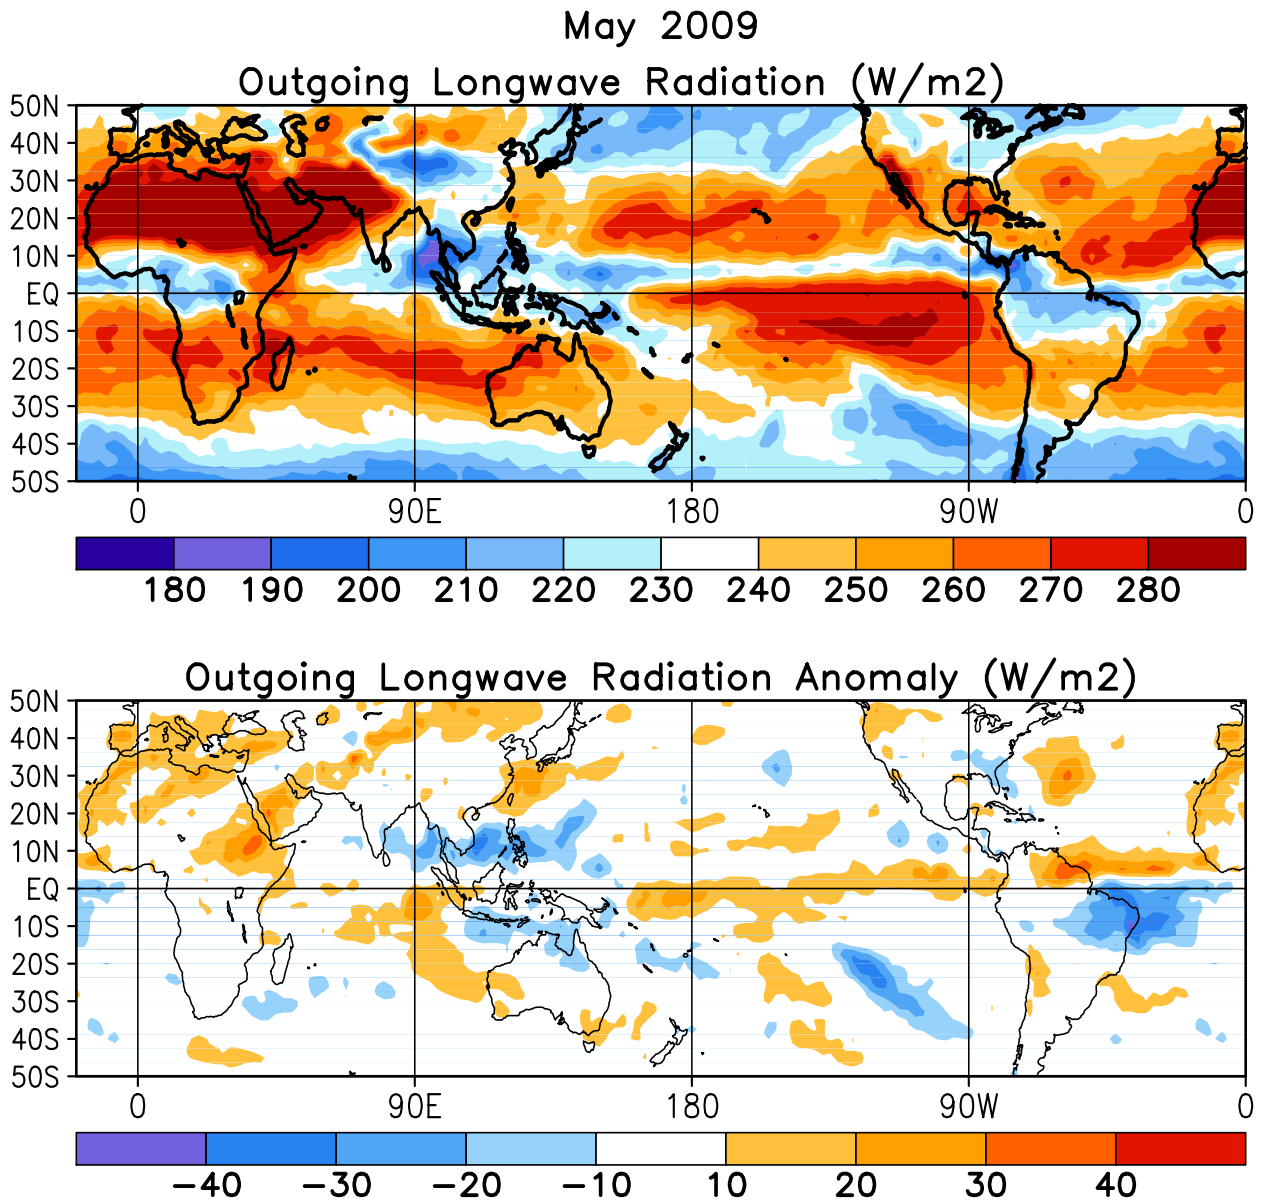 May 2009
Outgoing Longwave Radiation (W/m2)
50N
40N
30N
20N
10N
EQ
10S
20S
30S
40S
50S
0 90E 180 90W 0
180 190 200 210 220 230 240 250 260 270 280
Outgoing Longwave Radiation Anomaly (W/m2)
50N
40N
30N
20N
10N
EQ
10S
20S
30S
40S
50S
0 90E 180 90W 0
−40 −30 −20 −10 10 20 30 40